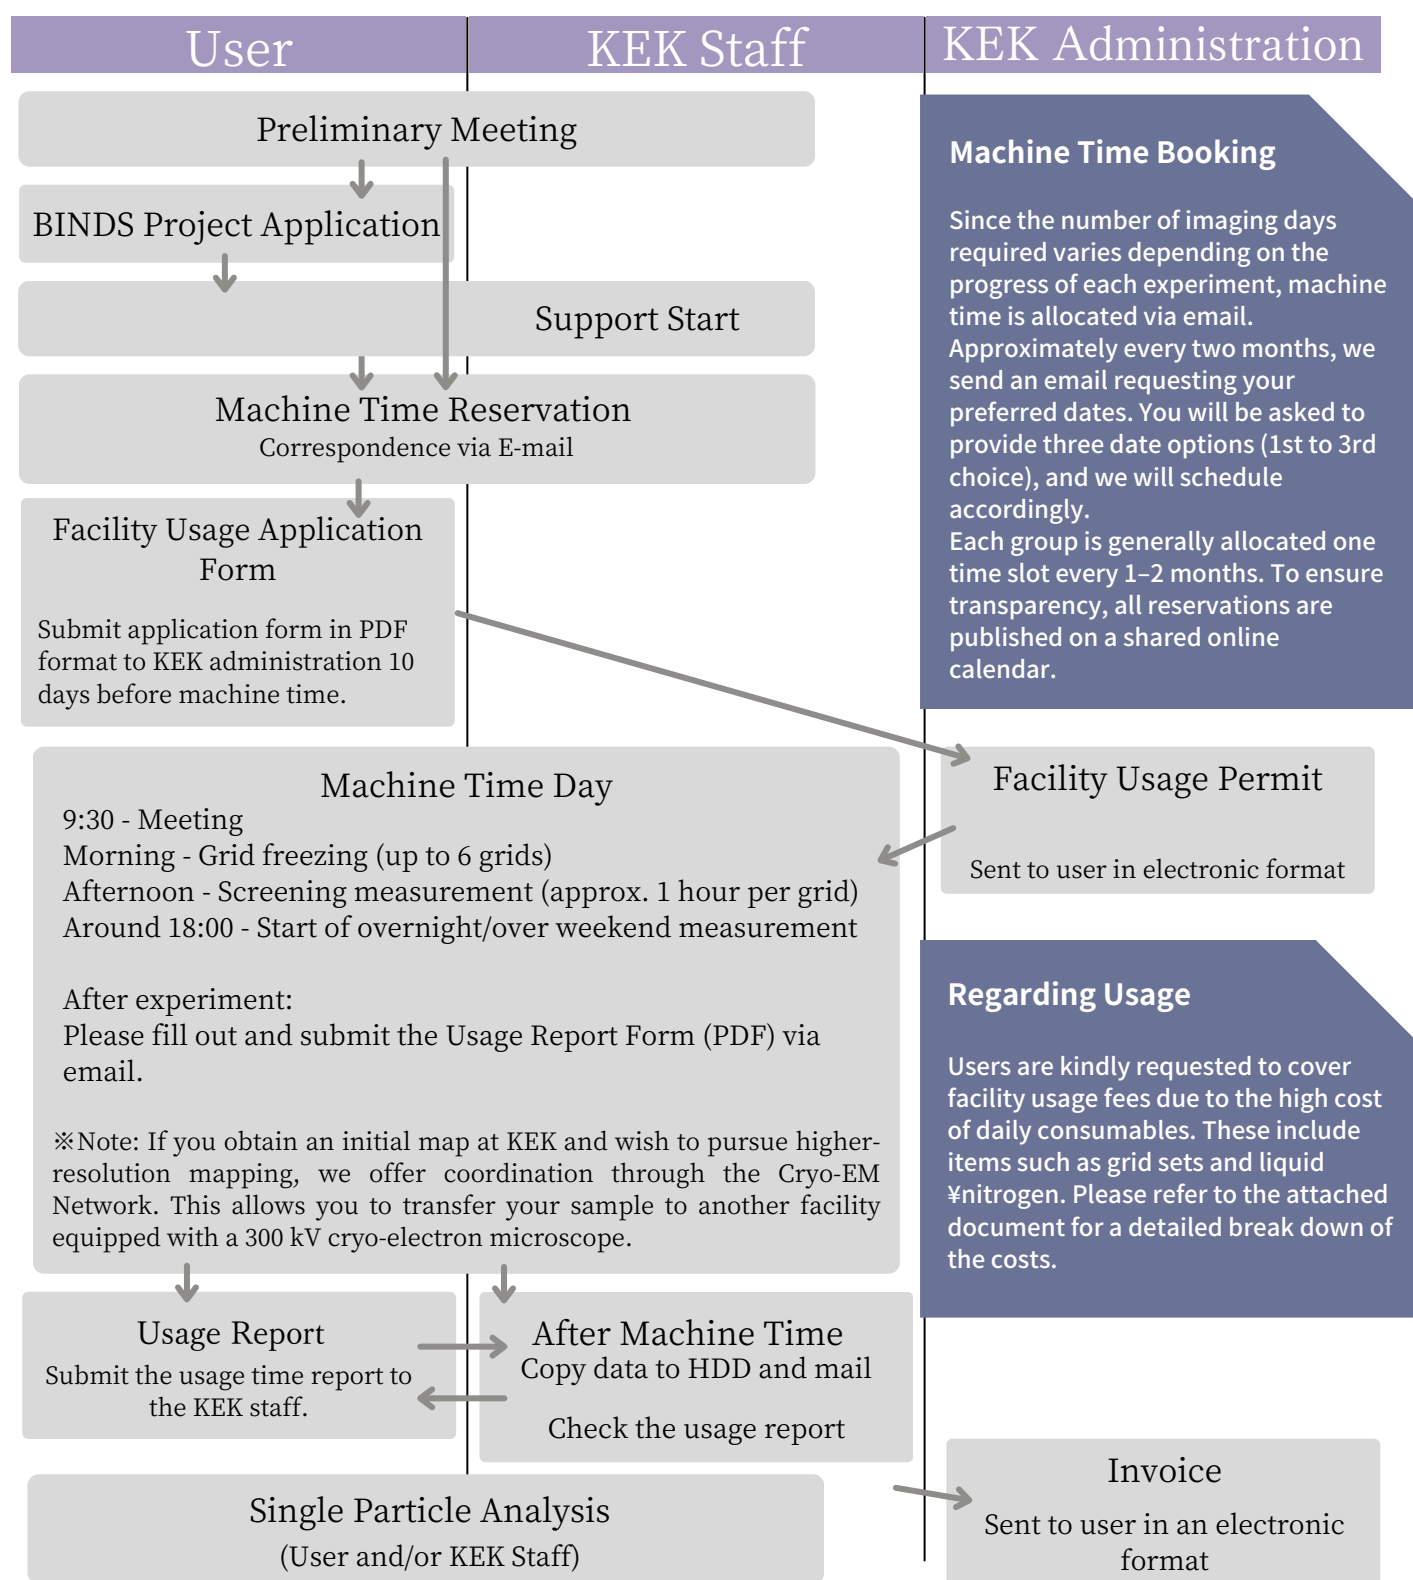 User
KEK Staff
KEK Administration
Preliminary Meeting
BINDS Project Application
Support Start
Machine Time Reservation
Correspondence via E-mail
Facility Usage Application
Form
Submit application form in PDF
format to KEK administration 10
days before machine time.
Machine Time Booking
Since the number of imaging days
required varies depending on the
progress of each experiment, machine
time is allocated via email.
Approximately every two months, we
send an email requesting your
preferred dates. You will be asked to
provide three date options (1st to 3rd
choice), and we will schedule
accordingly.
Each group is generally allocated one
time slot every 1–2 months. To ensure
transparency, all reservations are
published on a shared online
calendar.
Facility Usage Permit
Sent to user in electronic format
Machine Time Day
9:30 - Meeting
Morning - Grid freezing (up to 6 grids)
Afternoon - Screening measurement (approx. 1 hour per grid)
Around 18:00 - Start of overnight/over weekend measurement
After experiment:
Please fill out and submit the Usage Report Form (PDF) via
email.
※Note: If you obtain an initial map at KEK and wish to pursue higher-
resolution mapping, we offer coordination through the Cryo-EM
Network. This allows you to transfer your sample to another facility
equipped with a 300 kV cryo-electron microscope.
Regarding Usage
Users are kindly requested to cover
facility usage fees due to the high cost
of daily consumables. These include
items such as grid sets and liquid
¥nitrogen. Please refer to the attached
document for a detailed break down of
the costs.
Usage Report
Submit the usage time report to
the KEK staff.
After Machine Time
Copy data to HDD and mail
Check the usage report
Invoice
Sent to user in an electronic
format
Single Particle Analysis
(User and/or KEK Staff)